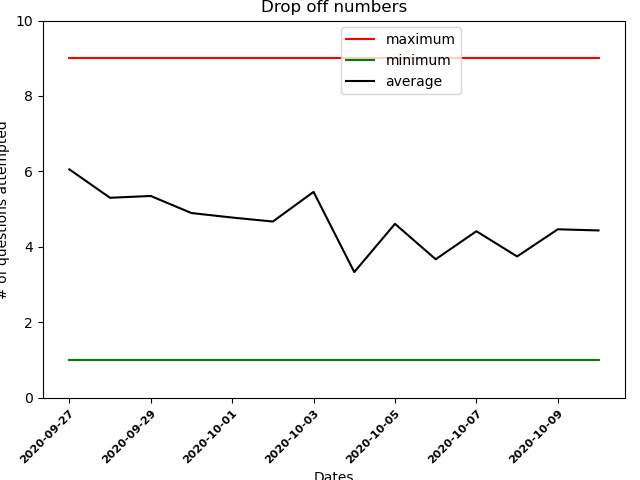 Drop off numbers
maximum
minimum
average
# of questions attempted
10
8
6
4
2
0
2020-09-27
2020-09-29
2020-10-01
2020-10-03
2020-10-05
2020-10-07
2020-10-09
Dates